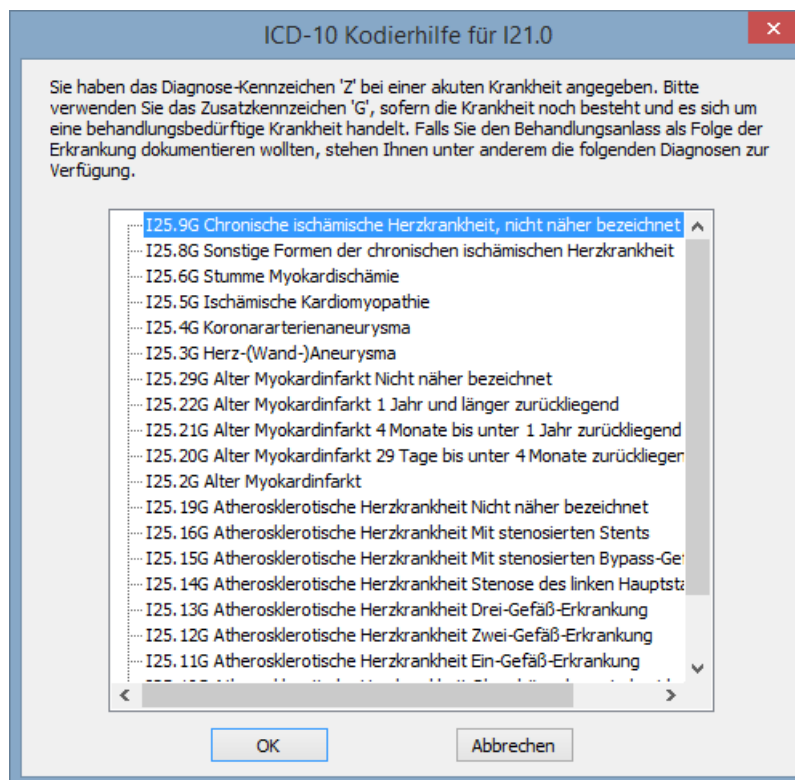 ICD-10 Kodierhilfe für I21.0
Sie haben das Diagnose-Kennzeichen 'Z' bei einer akuten Krankheit angegeben. Bitte
verwenden Sie das Zusatzkennzeichen 'G', sofern die Krankheit noch besteht und es sich um
eine behandlungsbedürftige Krankheit handelt. Falls Sie den Behandlungsanlass als Folge der
Erkrankung dokumentieren wollten, stehen Ihnen unter anderem die folgenden Diagnosen zur
Verfügung.
I25.9G Chronische ischämische Herzkrankheit, nicht näher bezeichnet
I25.8G Sonstige Formen der chronischen ischämischen Herzkrankheit
I25.6G Stumme Myokardischämie
I25.5G Ischämische Kardiomyopathie
I25.4G Koronararterienaneurysma
I25.3G Herz-(Wand-)Aneurysma
I25.29G Alter Myokardinfarkt Nicht näher bezeichnet
I25.22G Alter Myokardinfarkt 1 Jahr und länger zurückliegend
I25.21G Alter Myokardinfarkt 4 Monate bis unter 1 Jahr zurückliegend
I25.20G Alter Myokardinfarkt 29 Tage bis unter 4 Monate zurückliegen
I25.2G Alter Myokardinfarkt
I25.19G Atherosklerotische Herzkrankheit Nicht näher bezeichnet
I25.16G Atherosklerotische Herzkrankheit Mit stenosierten Stents
I25.15G Atherosklerotische Herzkrankheit Mit stenosierten Bypass-Ge
I25.14G Atherosklerotische Herzkrankheit Stenose des linken Hauptst
I25.13G Atherosklerotische Herzkrankheit Drei-Gefäß-Erkrankung
I25.12G Atherosklerotische Herzkrankheit Zwei-Gefäß-Erkrankung
I25.11G Atherosklerotische Herzkrankheit Ein-Gefäß-Erkrankung
OK
Abbrechen